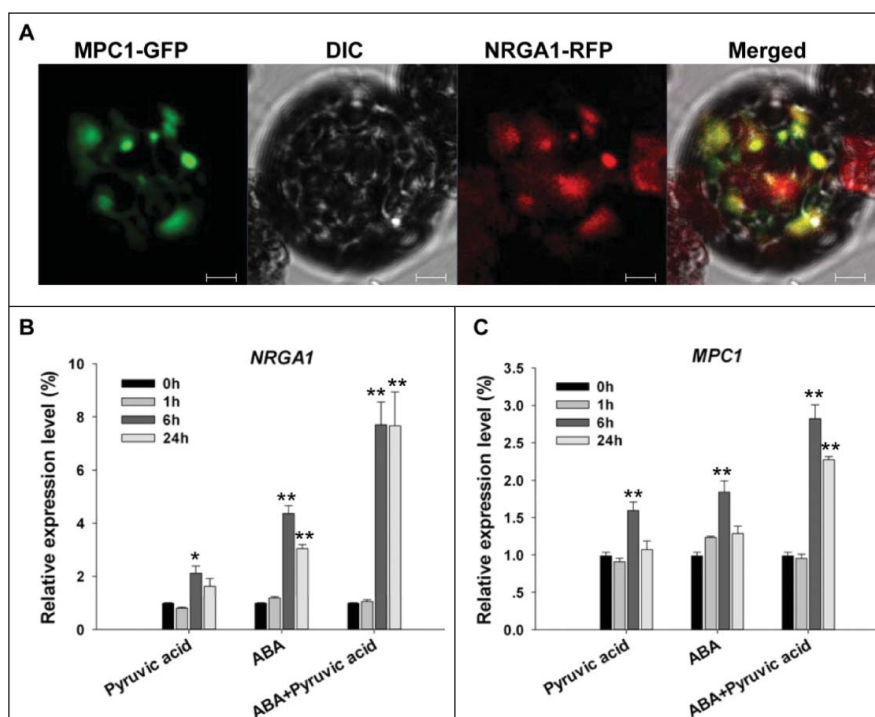 A
MPC1-GFP DIC NRGA1-RFP Merged
B
NRGA1
10
8
6
4
2
0
Relative expression level (%)
0h
1h
6h
24h
*
**
**
** **
Pyruvic acid
ABA
ABA+Pyruvic acid
C
MPC1
3.5
3.0
2.5
2.0
1.5
1.0
.5
.0
Relative expression level (%)
0h
1h
6h
24h
**
**
**
**
Pyruvic acid
ABA
ABA+Pyruvic acid